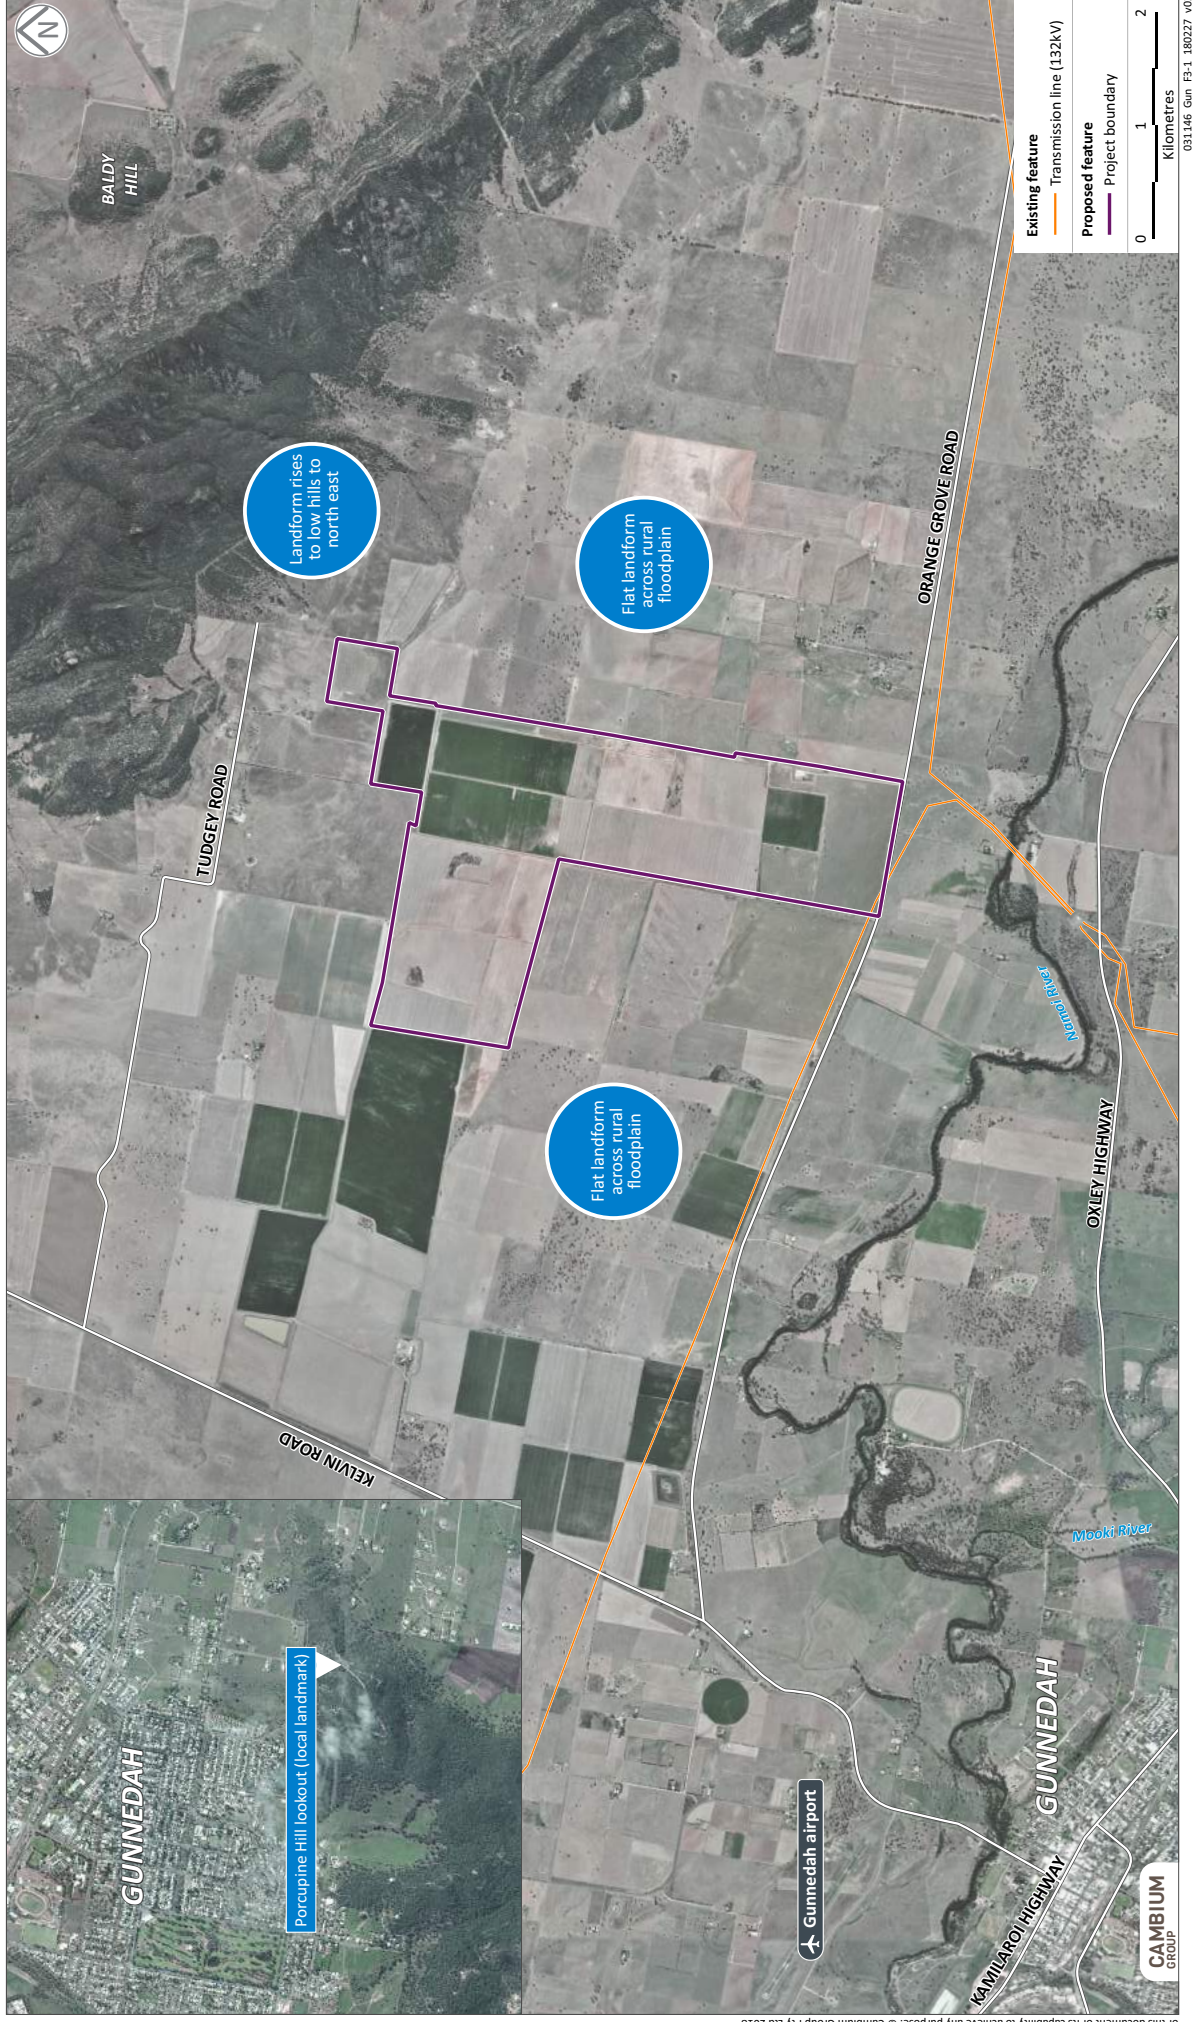 N
BALDY
HILL
Landform rises
to low hills to
north east
TUDGEY ROAD
Flat landform
across rural
floodplain
ORANGE GROVE ROAD
KELVIN ROAD
Flat landform
across rural
floodplain
Namoi River
OXLEY HIGHWAY
Mooki River
GUNNEDAH
Porcupine Hill lookout (local landmark)
Gunnedah airport
GUNNEDAH
KAMILAROI HIGHWAY
CAMBIUM
GROUP
Existing feature
Transmission line (132kV)
Proposed feature
Project boundary
0 1 2
Kilometres
031146 Gun F3-1 180227 v0